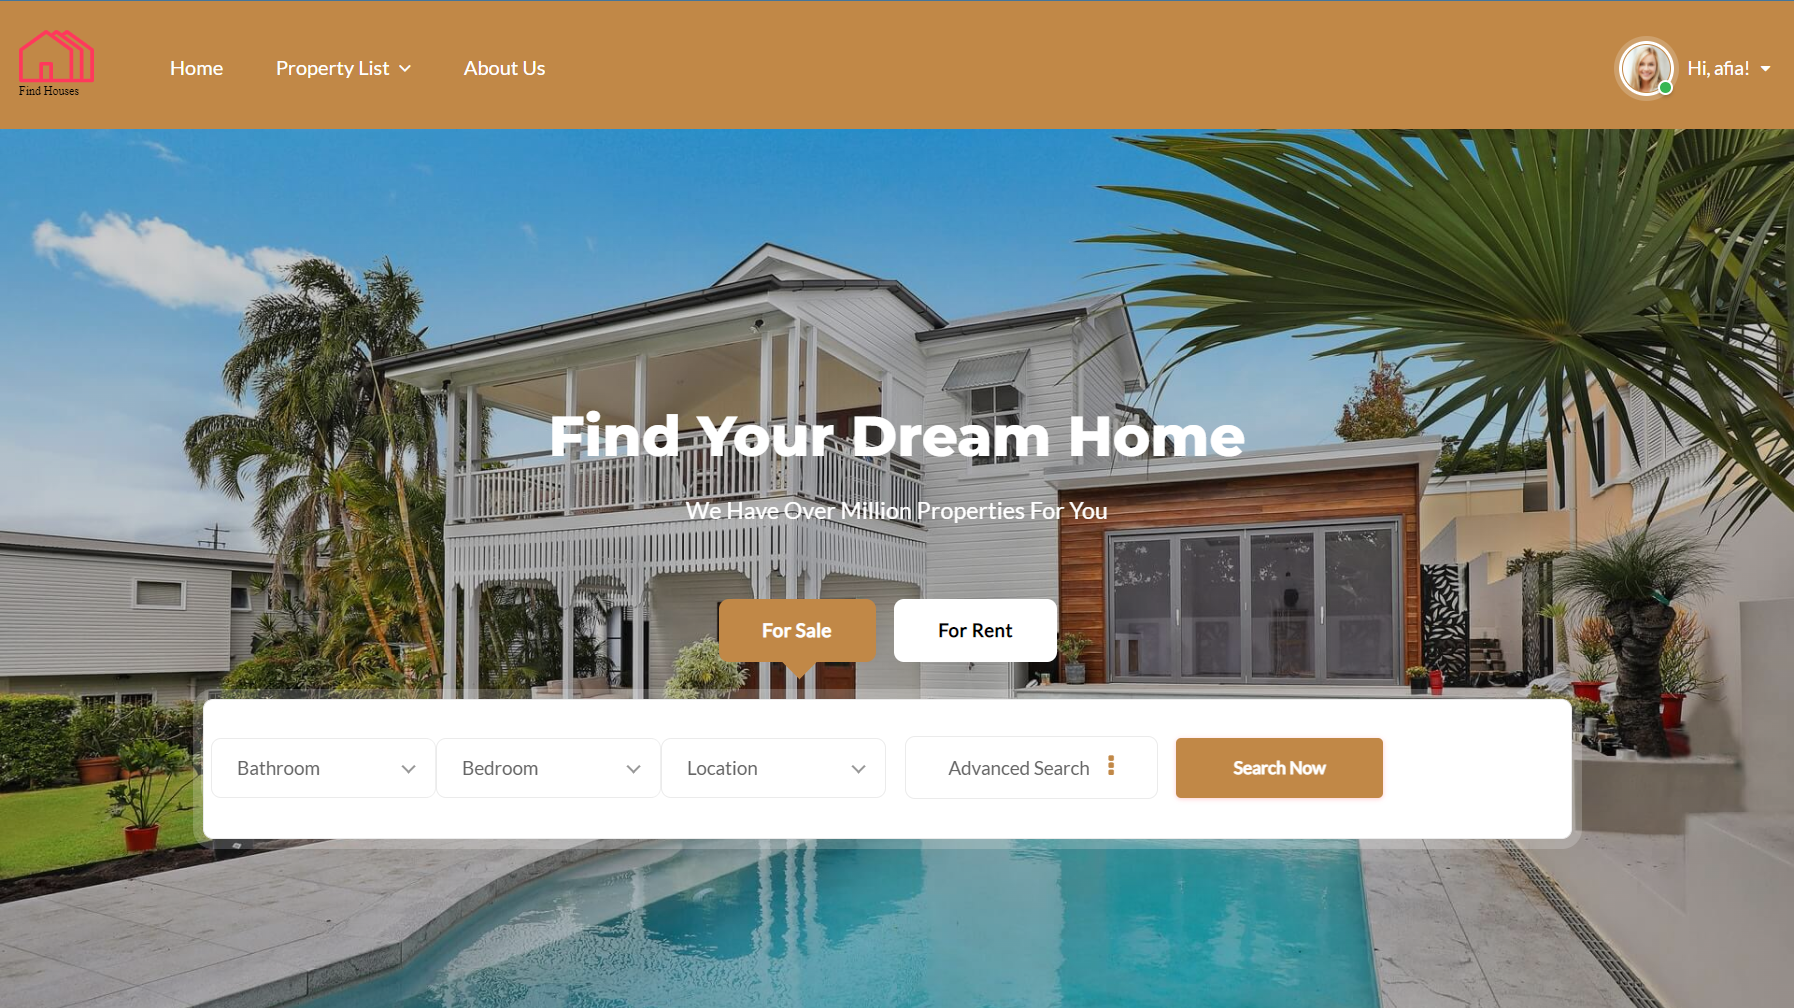 Find Houses
Home
Property List
About Us
Hi, afia!
Find Your Dream Home
We Have Over Million Properties For You
For Sale
For Rent
Bathroom
Bedroom
Location
Advanced Search
Search Now